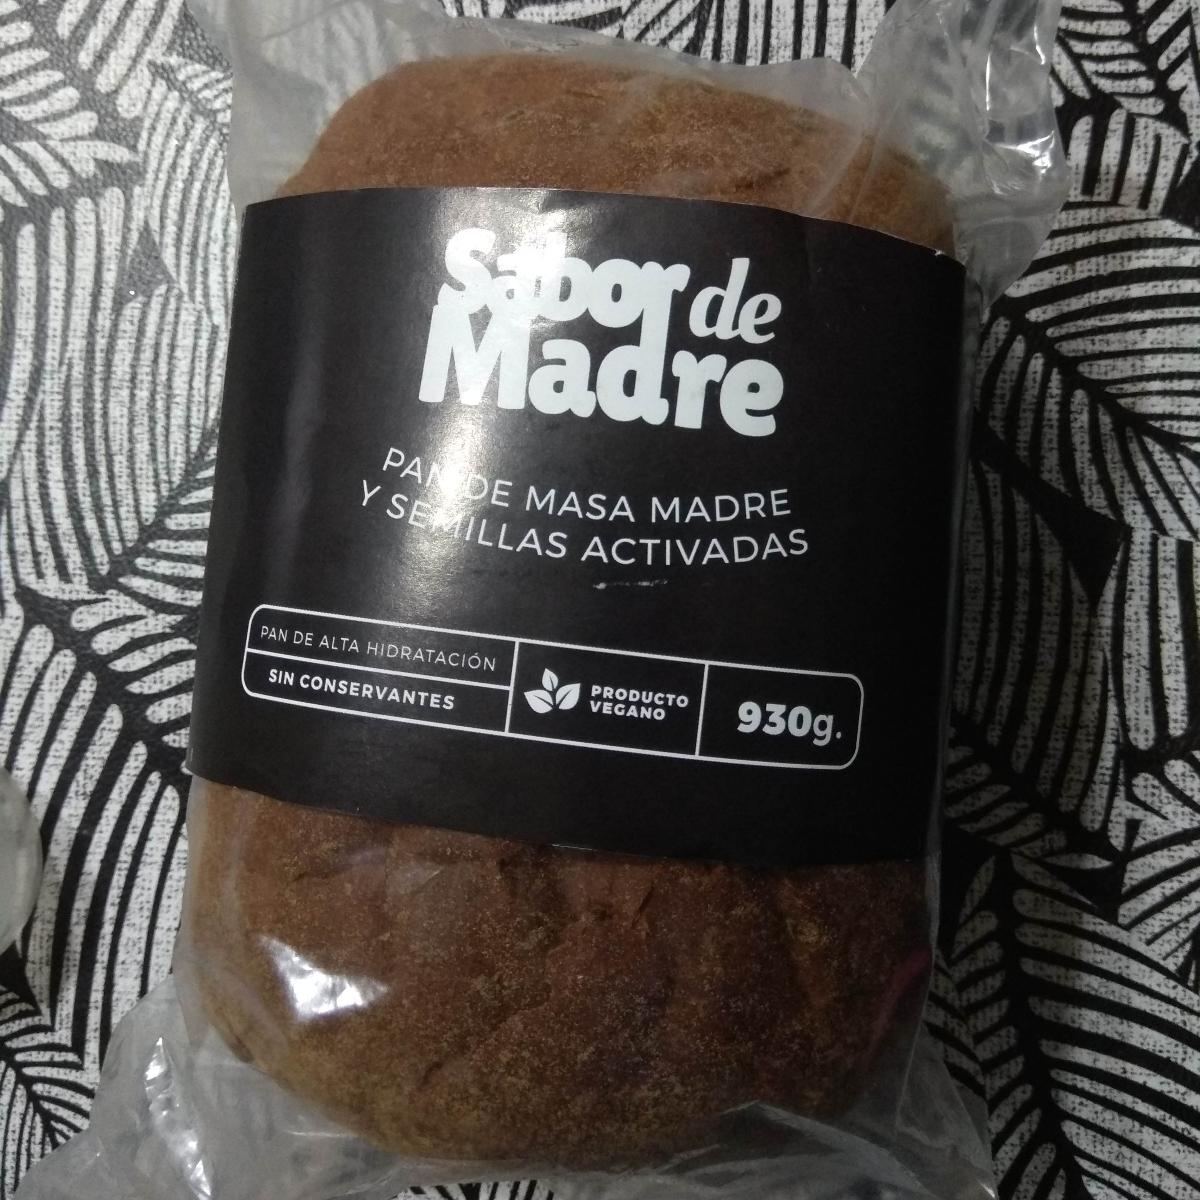 Sabor de
Madre
PAN DE MASA MADRE
Y SEMILLAS ACTIVADAS
PAN DE ALTA HIDRATACIÓN
SIN CONSERVANTES
PRODUCTO
VEGANO
930g.